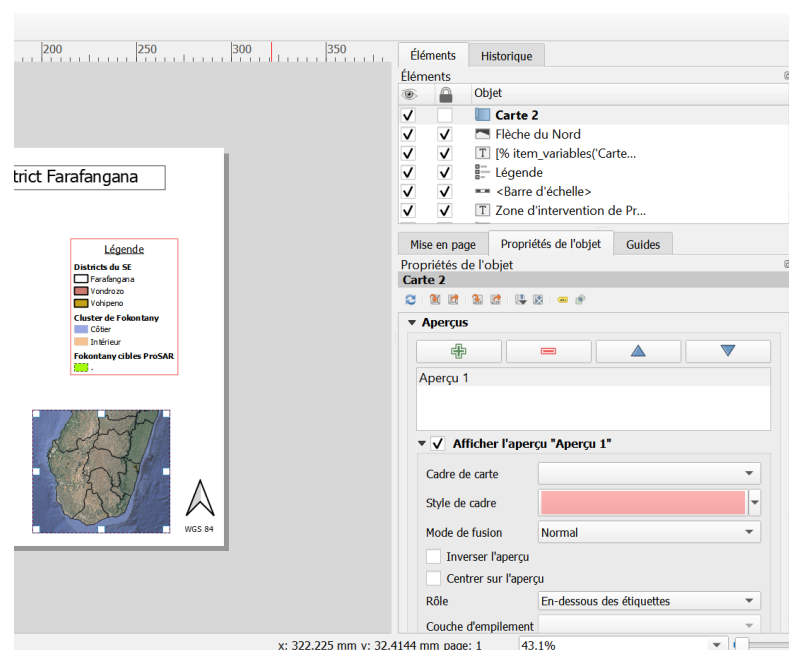 200 250 300 350
Éléments Historique
Éléments
Objet
Carte 2
Flèche du Nord
[% item_variables('Carte...
Légende
<Barre d'échelle>
Zone d'intervention de Pr...
trict Farafangana
Légende
Districts du SE
Farafangana
Vondrozo
Vohipeno
Cluster de Fokontany
Côtier
Intérieur
Fokontany cibles ProSAR
.
WGS 84
Mise en page Propriétés de l'objet Guides
Propriétés de l'objet
Carte 2
Aperçus
Aperçu 1
Afficher l'aperçu "Aperçu 1"
Cadre de carte
Style de cadre
Mode de fusion Normal
Inverser l'aperçu
Centrer sur l'aperçu
Rôle En-dessous des étiquettes
Couche d'empilement
x: 322.225 mm y: 32.4144 mm page: 1 43.1%